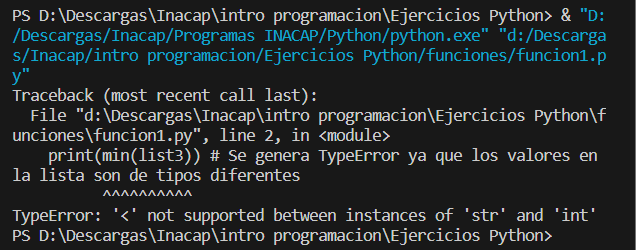 PS D:\Descargas\Inacap\intro programacion\Ejercicios Python> & "D:
/Descargas/Inacap/Programas INACAP/Python/python.exe" "d:/Descarga
s/Inacap/intro programacion/Ejercicios Python/funciones/funcion1.p
y"
Traceback (most recent call last):
  File "d:\Descargas\Inacap\intro programacion\Ejercicios Python\f
unciones\funcion1.py", line 2, in <module>
    print(min(list3)) # Se genera TypeError ya que los valores en
la lista son de tipos diferentes
          ^^^^^^^^^^
TypeError: '<' not supported between instances of 'str' and 'int'
PS D:\Descargas\Inacap\intro programacion\Ejercicios Python>